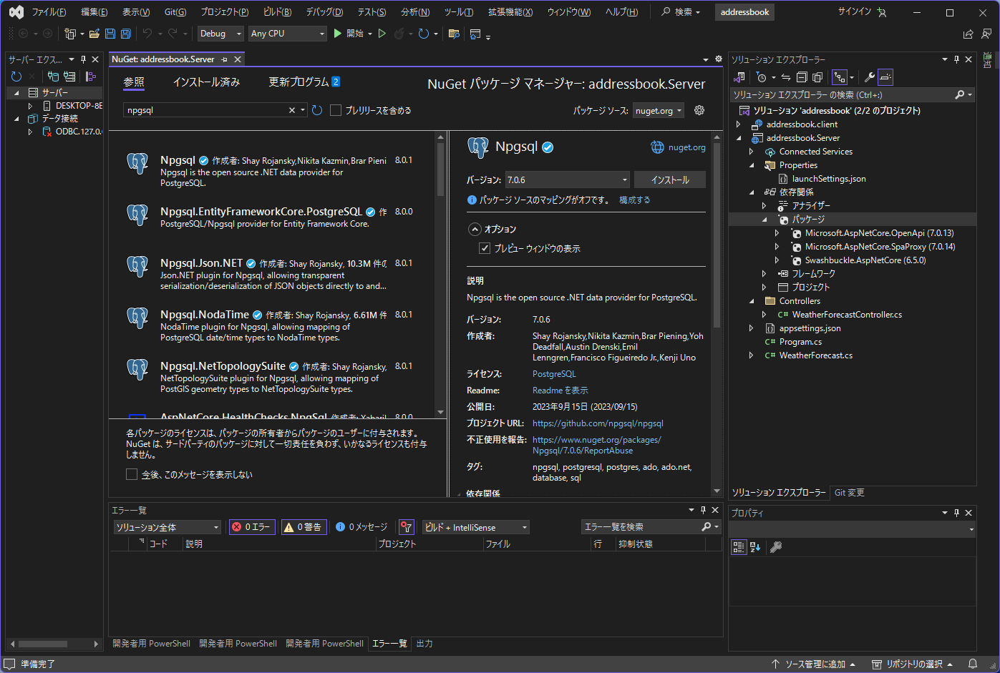 ファイル(F) 編集(E) 表示(V) Git(G) プロジェクト(P) ビルド(B) デバッグ(D) テスト(S) 分析(N) ツール(T) 拡張機能(X) ウィンドウ(W) ヘルプ(H) 検索 addressbook サインイン
Debug Any CPU 開始
サーバー エクス...
サーバー
DESKTOP-8E
データ接続
ODBC.127.0.
NuGet: addressbook.Server
参照 インストール済み 更新プログラム 2
NuGet パッケージ マネージャー: addressbook.Server
npgsql プレリリースを含める パッケージ ソース: nuget.org
Npgsql 作成者: Shay Rojansky,Nikita Kazmin,Brar Pieni 8.0.1
Npgsql is the open source .NET data provider for
PostgreSQL.
Npgsql.EntityFrameworkCore.PostgreSQL 作 8.0.0
PostgreSQL/Npgsql provider for Entity Framework Core.
Npgsql.Json.NET 作成者: Shay Rojansky, 10.3M 件の 8.0.1
Json.NET plugin for Npgsql, allowing transparent
serialization/deserialization of JSON objects directly to and...
Npgsql.NodaTime 作成者: Shay Rojansky, 6.61M 件 8.0.1
NodaTime plugin for Npgsql, allowing mapping of
PostgreSQL date/time types to NodaTime types.
Npgsql.NetTopologySuite 作成者: Shay Rojansky, 8.0.1
NetTopologySuite plugin for Npgsql, allowing mapping of
PostGIS geometry types to NetTopologySuite types.
AspNetCore.HealthChecks.NpgSql 作成者: Xabaril 8.0.0
各パッケージのライセンスは、パッケージの所有者からパッケージのユーザーに付与されます。
NuGet は、サードパーティのパッケージに対して一切責任を負わず、いかなるライセンスも付与
しません。
今後、このメッセージを表示しない
Npgsql nuget.org
バージョン: 7.0.6 インストール
パッケージ ソースのマッピングがオフです。 構成する
オプション
プレビュー ウィンドウの表示
説明
Npgsql is the open source .NET data provider for PostgreSQL.
バージョン: 7.0.6
作成者: Shay Rojansky,Nikita Kazmin,Brar Piening,Yoh
Deadfall,Austin Drenski,Emil
Lenngren,Francisco Figueiredo Jr.,Kenji Uno
ライセンス: PostgreSQL
Readme: Readme を表示
公開日: 2023年9月15日 (2023/09/15)
プロジェクト URL: https://github.com/npgsql/npgsql
不正使用を報告: https://www.nuget.org/packages/
Npgsql/7.0.6/ReportAbuse
タグ: npgsql, postgresql, postgres, ado, ado.net,
database, sql
依存関係
ソリューション エクスプローラー
ソリューション エクスプローラー の検索 (Ctrl+:)
ソリューション 'addressbook' (2/2 のプロジェクト)
addressbook.client
addressbook.Server
Connected Services
Properties
launchSettings.json
依存関係
アナライザー
パッケージ
Microsoft.AspNetCore.OpenApi (7.0.13)
Microsoft.AspNetCore.SpaProxy (7.0.14)
Swashbuckle.AspNetCore (6.5.0)
フレームワーク
プロジェクト
Controllers
C# WeatherForecastController.cs
appsettings.json
C# Program.cs
C# WeatherForecast.cs
ソリューション エクスプローラー Git 変更
通知
プロパティ
エラー一覧
ソリューション全体 0 エラー 0 警告 0 メッセージ ビルド + IntelliSense エラー一覧を検索
コード 説明 プロジェクト ファイル 行 抑制状態
開発者用 PowerShell 開発者用 PowerShell 開発者用 PowerShell エラー一覧 出力
準備完了 ソース管理に追加 リポジトリの選択